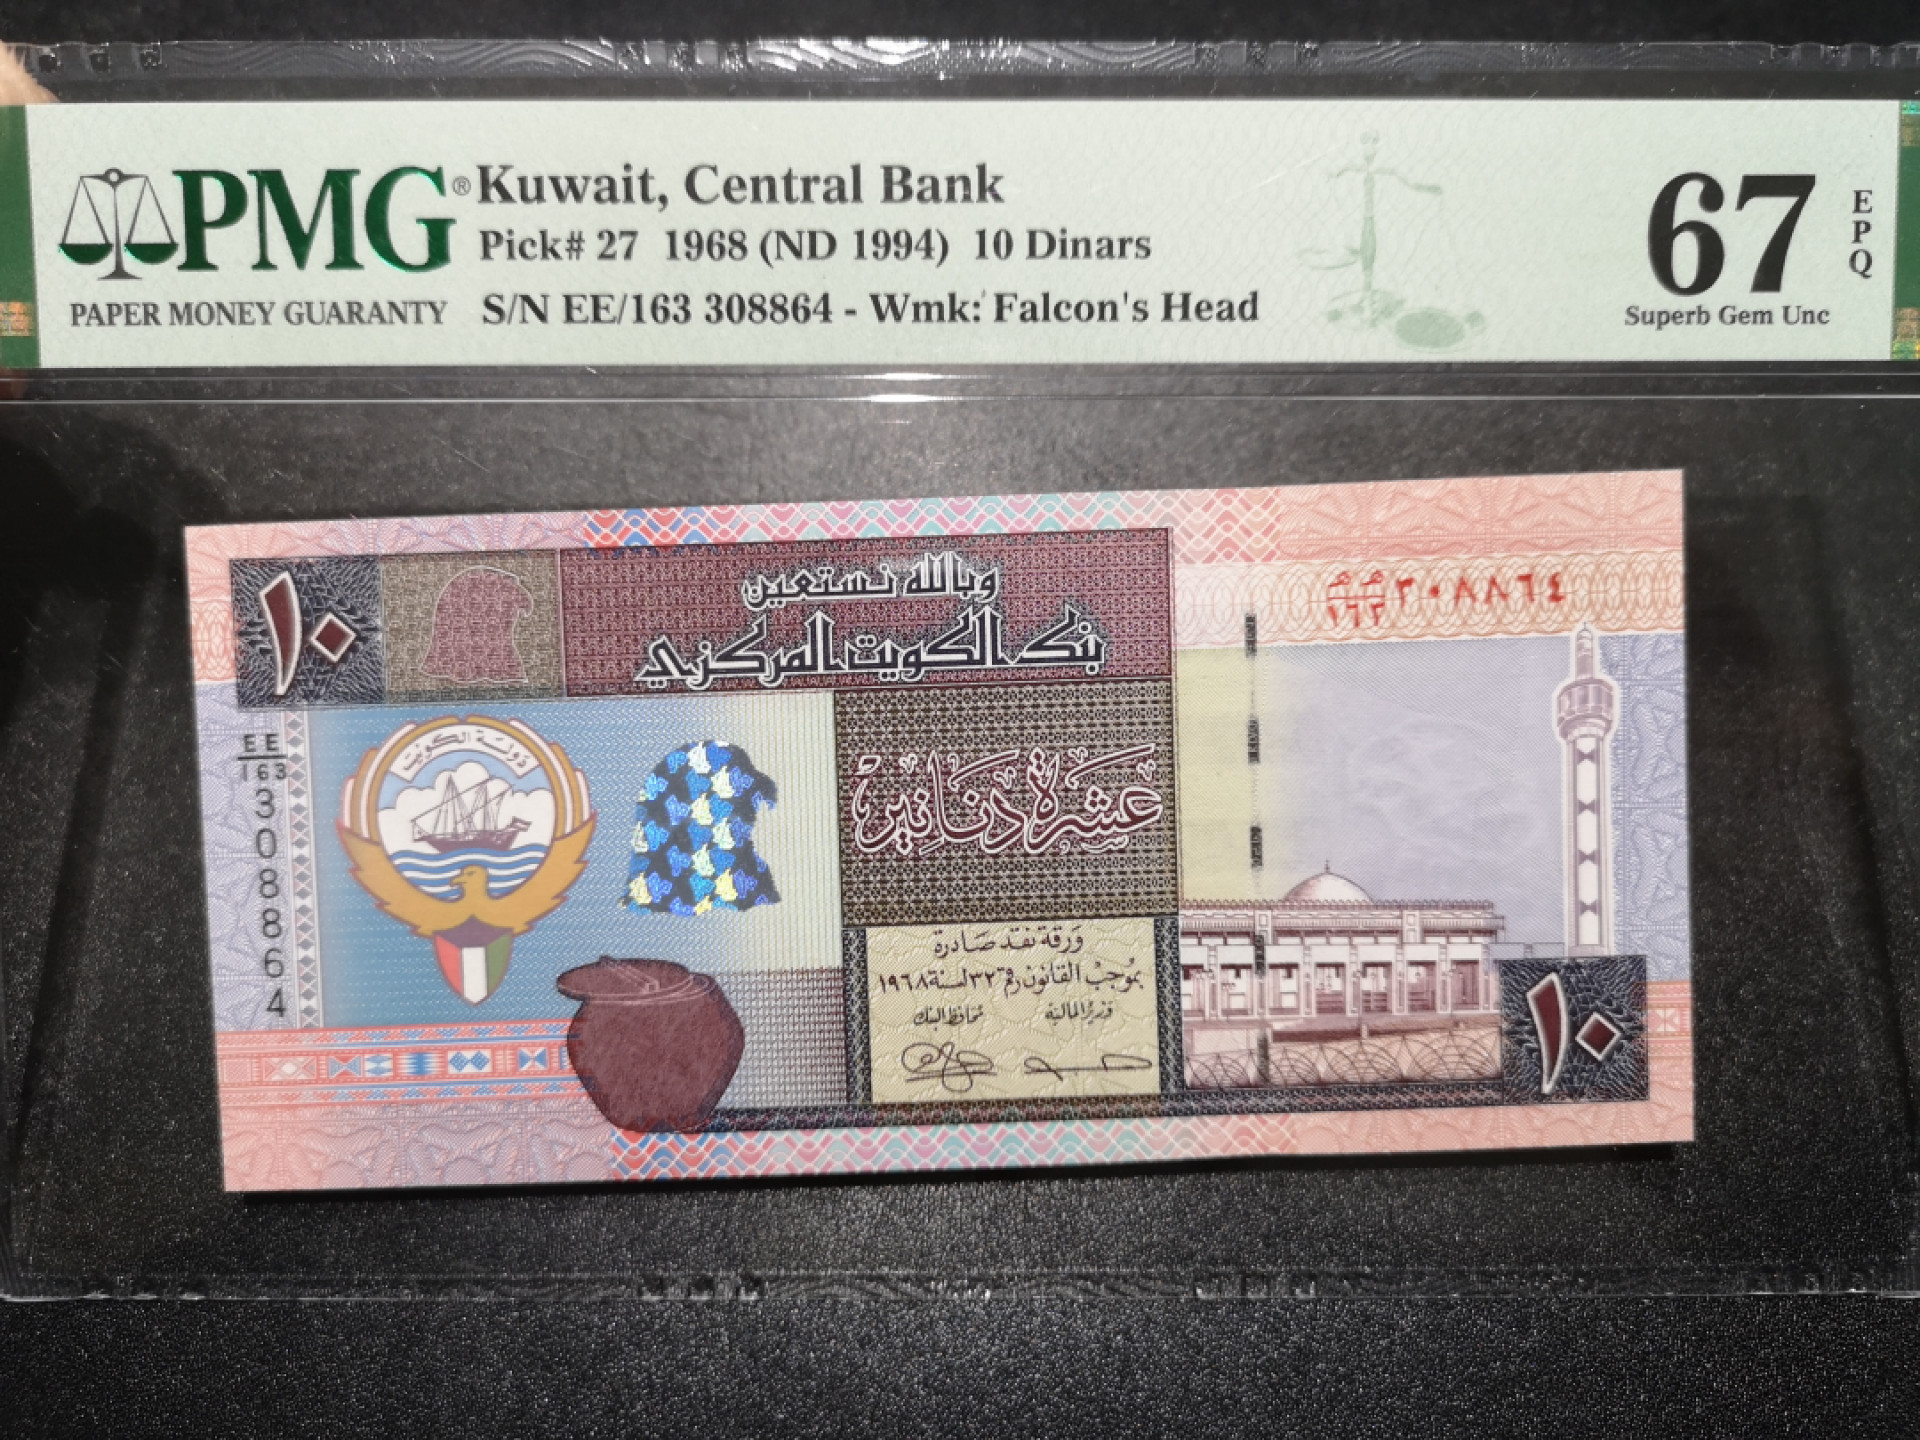 PMG®
PAPER MONEY GUARANTY
Kuwait, Central Bank
Pick# 27 1968 (ND 1994) 10 Dinars
S/N EE/163 308864 - Wmk: Falcon's Head
67
EPQ
Superb Gem Unc
١٠
وبالله نستعين
بنك الكويت المركزي
١٦٣ ٣٠٨٨٦٤
EE
163
308864
دولة الكويت
عشرة دنانير
ورقة نقد صادرة
بموجب القانون رقم ٣٢ لسنة ١٩٦٨
وزير المالية
محافظ البنك
١٠